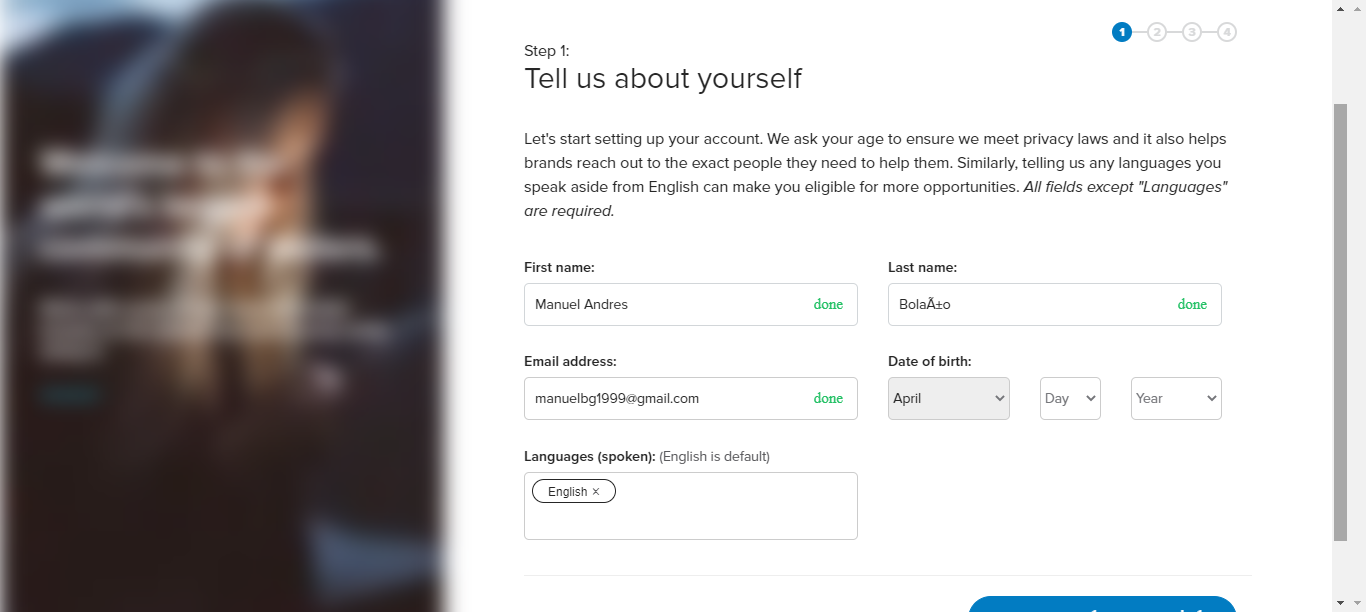 1 2 3 4
Step 1:
Tell us about yourself
Let's start setting up your account. We ask your age to ensure we meet privacy laws and it also helps
brands reach out to the exact people they need to help them. Similarly, telling us any languages you
speak aside from English can make you eligible for more opportunities. All fields except "Languages"
are required.
First name: Last name:
Manuel Andres done BolaÃ±o done
Email address: Date of birth:
manuelbg1999@gmail.com done April Day Year
Languages (spoken): (English is default)
English ×